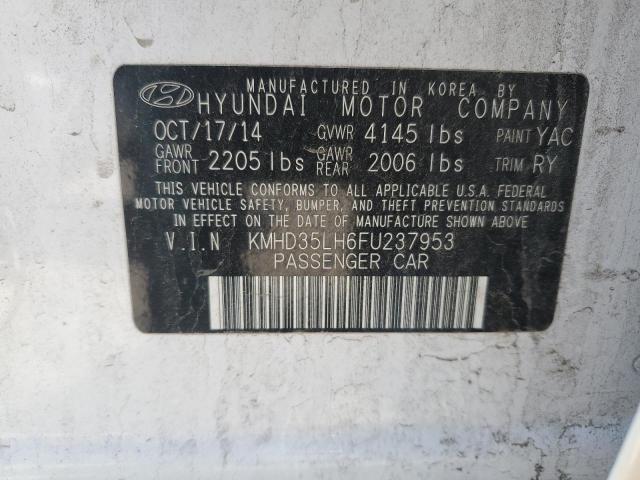 MANUFACTURED IN KOREA BY
HYUNDAI MOTOR COMPANY
OCT/17/14 GVWR 4145 lbs PAINT YAC
GAWR FRONT 2205 lbs GAWR REAR 2006 lbs TRIM RY
THIS VEHICLE CONFORMS TO ALL APPLICABLE U.S.A. FEDERAL
MOTOR VEHICLE SAFETY, BUMPER, AND THEFT PREVENTION STANDARDS
IN EFFECT ON THE DATE OF MANUFACTURE SHOWN ABOVE.
V.I.N KMHD35LH6FU237953
PASSENGER CAR